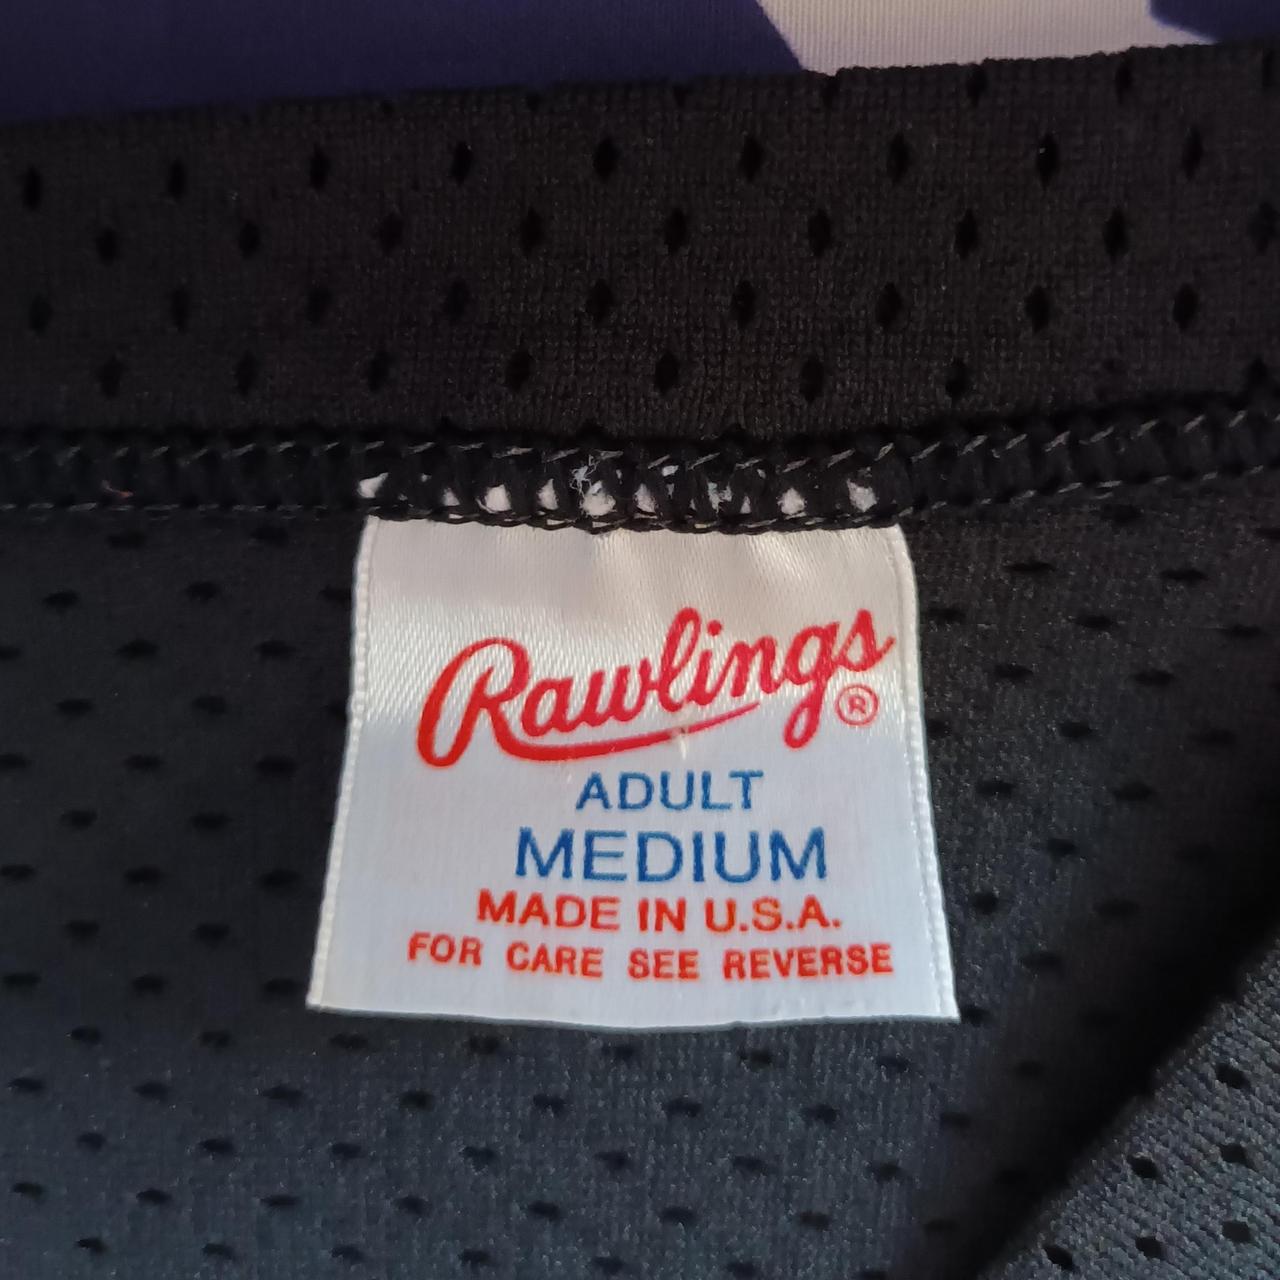 Rawlings
®
ADULT
MEDIUM
MADE IN U.S.A.
FOR CARE SEE REVERSE